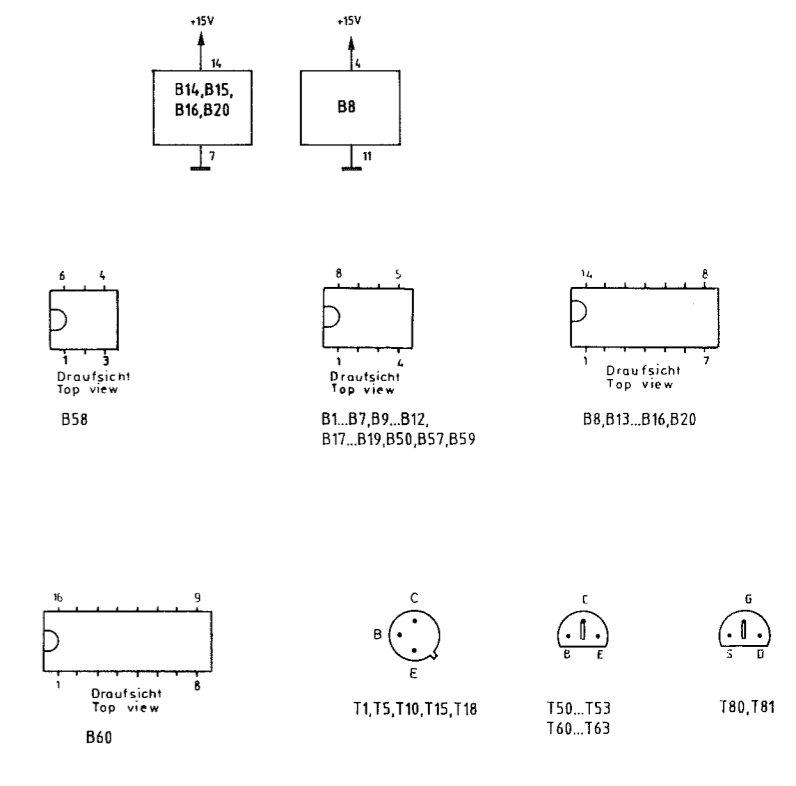 +15V +15V
14 4
B14,B15,
B16,B20
B8
7 11
6 4
1 3
Draufsicht
Top view
B58
8 5
1 4
Draufsicht
Top view
B1...B7,B9...B12,
B17...B19,B50,B57,B59
14 8
1 7
Draufsicht
Top view
B8,B13...B16,B20
16 9
1 8
Draufsicht
Top view
B60
C
B
E
T1,T5,T10,T15,T18
C
B E
T50...T53
T60...T63
G
S D
T80,T81